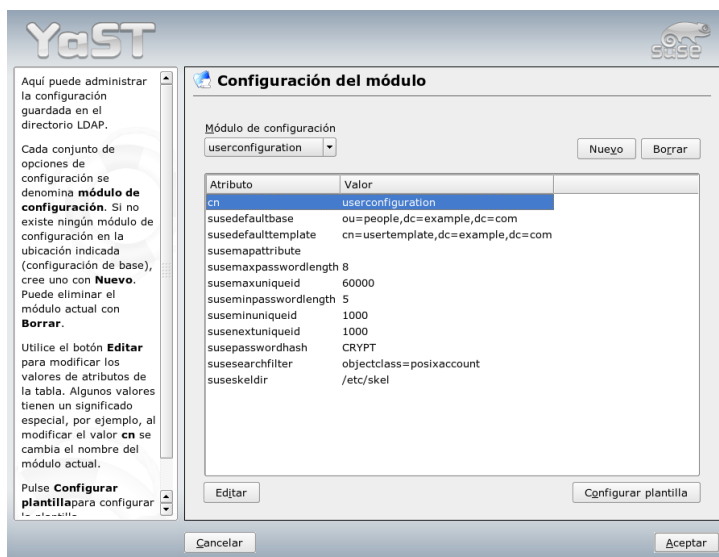 YaST
SUSE
Aquí puede administrar
la configuración
guardada en el
directorio LDAP.
Cada conjunto de
opciones de
configuración se
denomina módulo de
configuración. Si no
existe ningún módulo de
configuración en la
ubicación indicada
(configuración de base),
cree uno con Nuevo.
Puede eliminar el
módulo actual con
Borrar.
Utilice el botón Editar
para modificar los
valores de atributos de
la tabla. Algunos valores
tienen un significado
especial, por ejemplo, al
modificar el valor cn se
cambia el nombre del
módulo actual.
Pulse Configurar
plantillapara configurar
Configuración del módulo
Módulo de configuración
userconfiguration
Nuevo
Borrar
Atributo Valor
cn userconfiguration
susedefaultbase ou=people,dc=example,dc=com
susedefaulttemplate cn=usertemplate,dc=example,dc=com
susemapattribute
susemaxpasswordlength 8
susemaxuniqueid 60000
suseminpasswordlength 5
suseminuniqueid 1000
susenextuniqueid 1000
susepasswordhash CRYPT
susesearchfilter objectclass=posixaccount
suseskeldir /etc/skel
Editar
Configurar plantilla
Cancelar
Aceptar